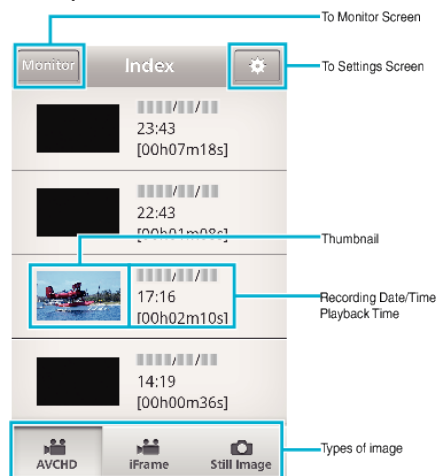 To Monitor Screen
Monitor
Index
To Settings Screen
23:43
[00h07m18s]
22:43
[00h01m08s]
Thumbnail
17:16
[00h02m10s]
Recording Date/Time
Playback Time
14:19
[00h00m36s]
AVCHD
iFrame
Still Image
Types of image